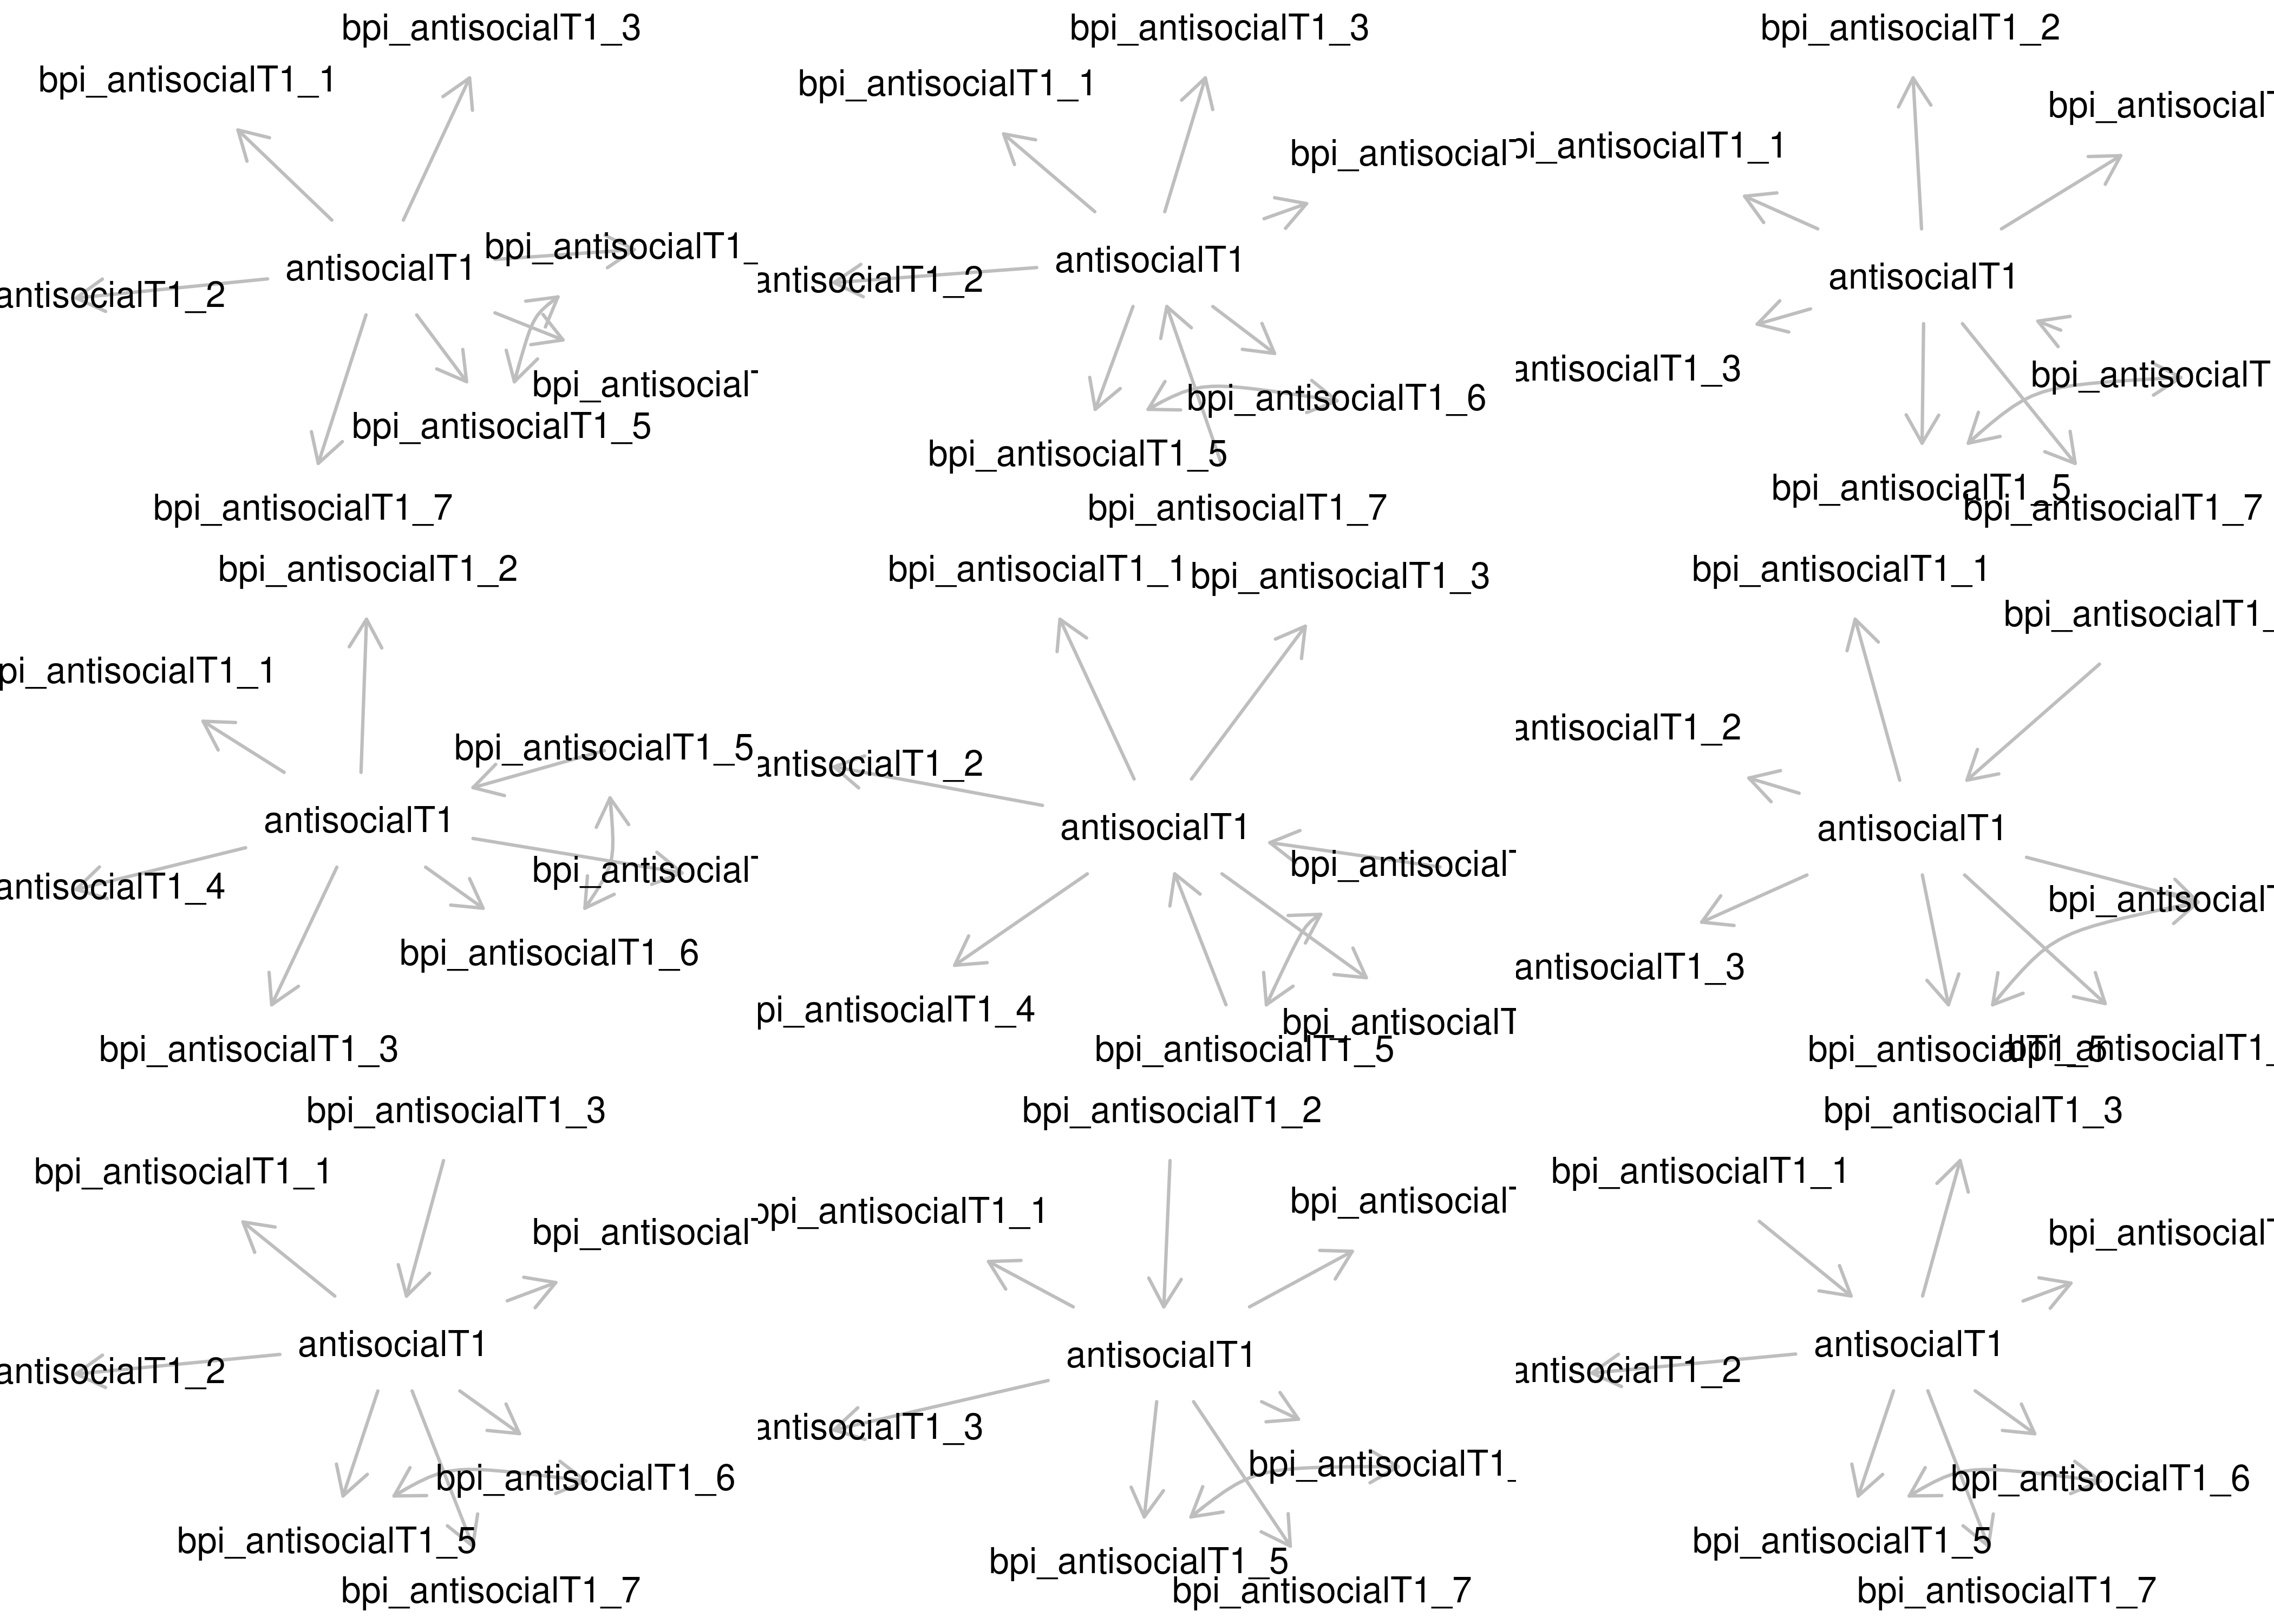 bpi_antisocialT1_3
bpi_antisocialT1_1
antisocialT1
bpi_antisocialT1_
antisocialT1_2
bpi_antisocial
bpi_antisocialT1_5
bpi_antisocialT1_7
bpi_antisocialT1_3
bpi_antisocialT1_1
bpi_antisocial
antisocialT1
antisocialT1_2
bpi_antisocialT1_6
bpi_antisocialT1_5
bpi_antisocialT1_7
bpi_antisocialT1_2
bpi_antisocialT
pi_antisocialT1_1
antisocialT1
antisocialT1_3
bpi_antisocialT
bpi_antisocialT1_5
bpi_antisocialT1_7
bpi_antisocialT1_2
pi_antisocialT1_1
bpi_antisocialT1_5
antisocialT1
bpi_antisocial
antisocialT1_4
bpi_antisocialT1_6
bpi_antisocialT1_3
bpi_antisocialT1_1
bpi_antisocialT1_3
antisocialT1_2
antisocialT1
bpi_antisocial
pi_antisocialT1_4
bpi_antisocialT
bpi_antisocialT1_5
bpi_antisocialT1_1
bpi_antisocialT1_
antisocialT1_2
antisocialT1
bpi_antisocialT
antisocialT1_3
bpi_antisocialT1_5
bpi_antisocialT1_
bpi_antisocialT1_3
bpi_antisocialT1_1
bpi_antisocial
antisocialT1
antisocialT1_2
bpi_antisocialT1_6
bpi_antisocialT1_5
bpi_antisocialT1_7
bpi_antisocialT1_2
bpi_antisocial
bpi_antisocialT1_1
antisocialT1
antisocialT1_3
bpi_antisocialT1_
bpi_antisocialT1_5
bpi_antisocialT1_7
bpi_antisocialT1_3
bpi_antisocialT1_1
bpi_antisocialT
antisocialT1
antisocialT1_2
bpi_antisocialT1_6
bpi_antisocialT1_5
bpi_antisocialT1_7